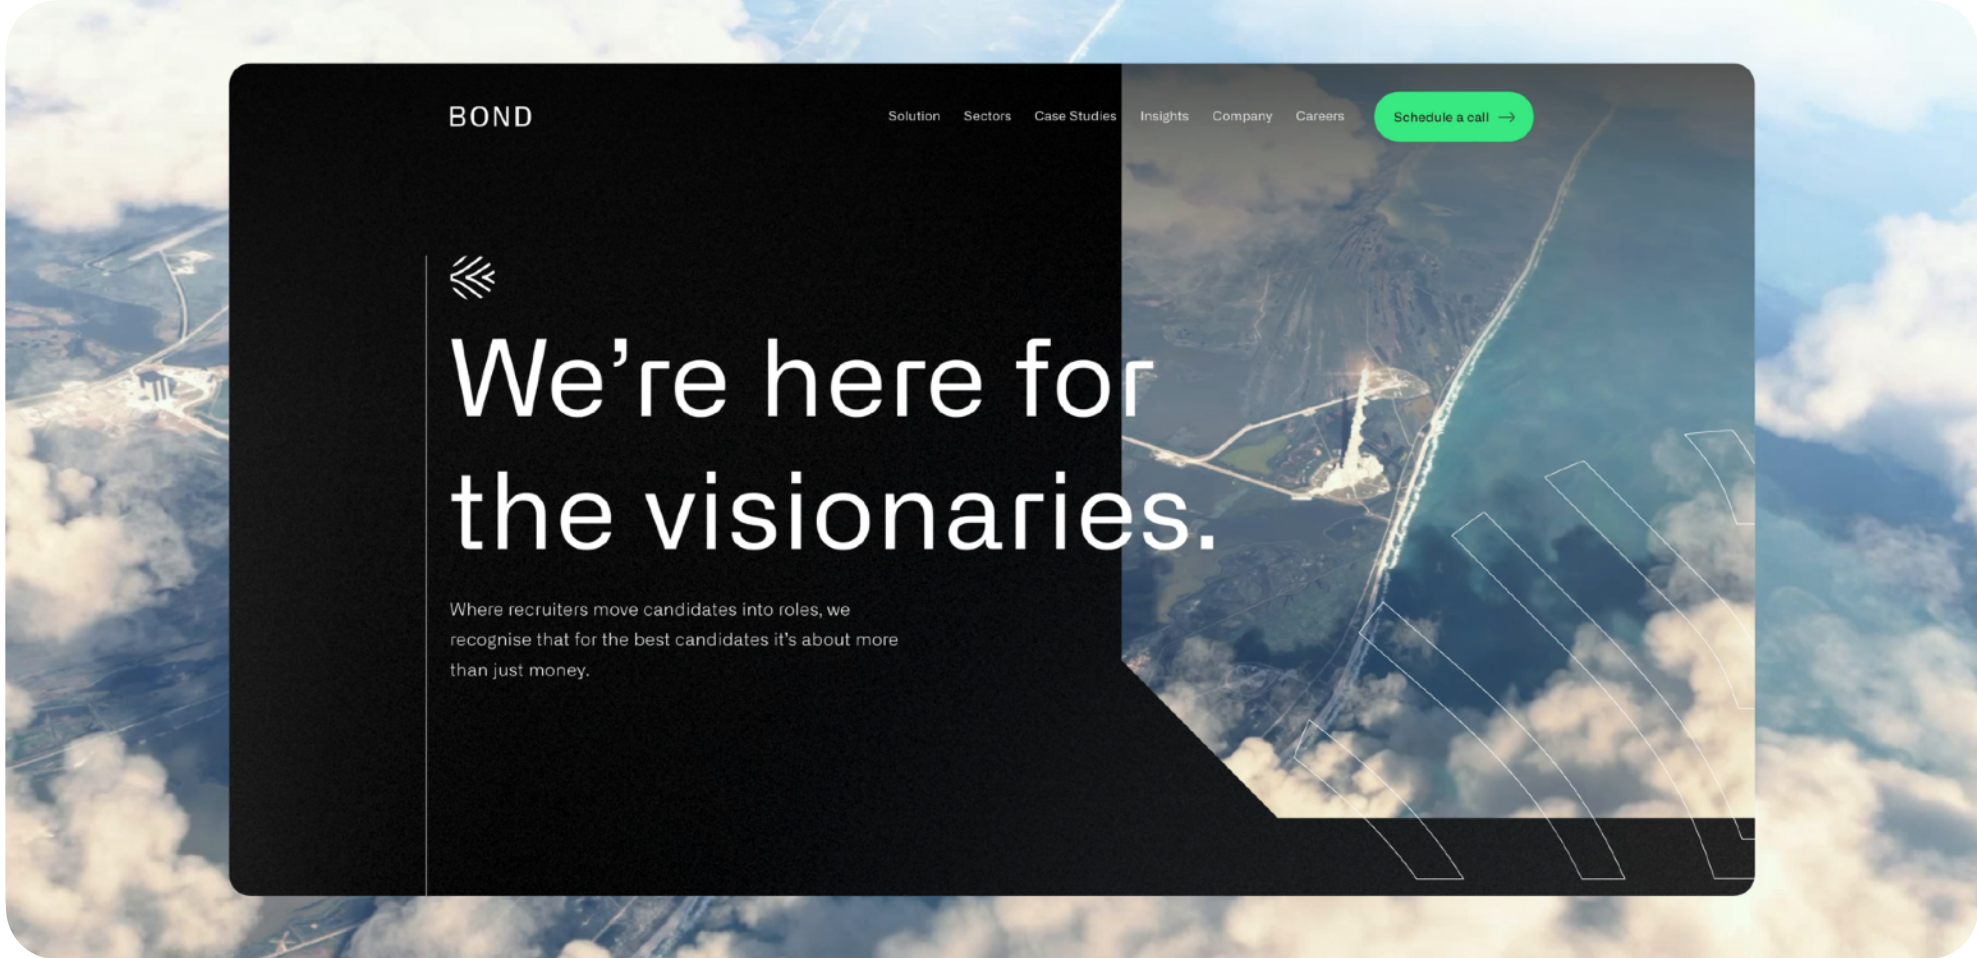 BOND
Solution Sectors Case Studies Insights Company Careers Schedule a call →
We’re here for
the visionaries.
Where recruiters move candidates into roles, we
recognise that for the best candidates it’s about more
than just money.